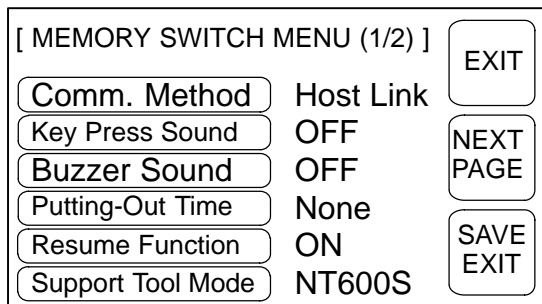 [ MEMORY SWITCH MENU (1/2) ]
EXIT
Comm. Method Host Link
Key Press Sound OFF
Buzzer Sound OFF
NEXT
PAGE
Putting-Out Time None
Resume Function ON
Support Tool Mode NT600S
SAVE
EXIT